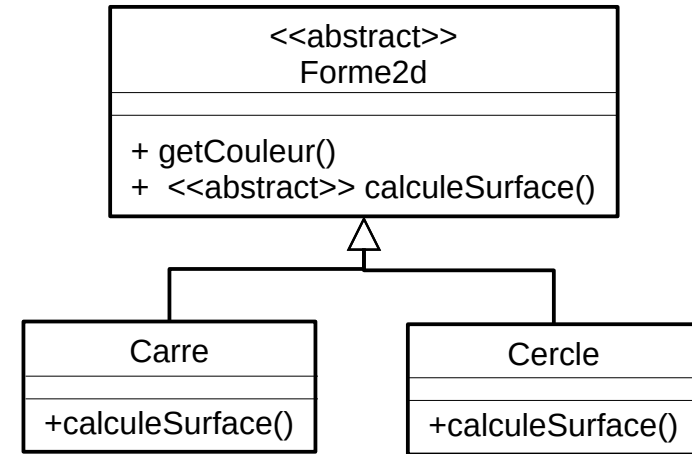 <<abstract>>
Forme2d
+ getCouleur()
+ <<abstract>> calculeSurface()
Carre
+calculeSurface()
Cercle
+calculeSurface()